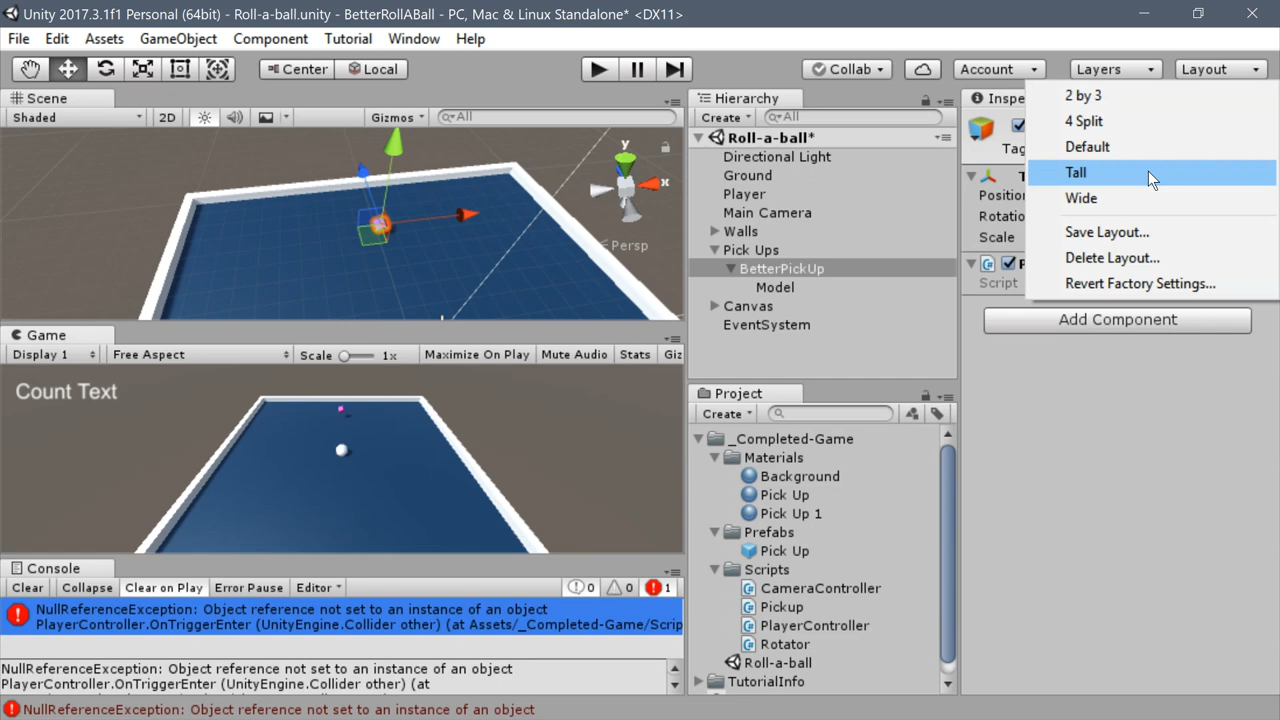 Unity 2017.3.1f1 Personal (64bit) - Roll-a-ball.unity - BetterRollABall - PC, Mac & Linux Standalone* <DX11>
File Edit Assets GameObject Component Tutorial Window Help
Center Local Collab Account Layers Layout
Scene
Shaded 2D Gizmos All
y
x
Persp
Game
Display 1 Free Aspect Scale 1x Maximize On Play Mute Audio Stats Giz
Count Text
Console
Clear Collapse Clear on Play Error Pause Editor 0 0 1
NullReferenceException: Object reference not set to an instance of an object
PlayerController.OnTriggerEnter (UnityEngine.Collider other) (at Assets/_Completed-Game/Scrip
NullReferenceException: Object reference not set to an instance of an object
PlayerController.OnTriggerEnter (UnityEngine.Collider other) (at
NullReferenceException: Object reference not set to an instance of an object
Hierarchy
Create All
Roll-a-ball*
Directional Light
Ground
Player
Main Camera
Walls
Pick Ups
BetterPickUp
Model
Canvas
EventSystem
Project
Create
_Completed-Game
Materials
Background
Pick Up
Pick Up 1
Prefabs
Pick Up
Scripts
CameraController
Pickup
PlayerController
Rotator
Roll-a-ball
TutorialInfo
Inspe
Tag
T
Position
Rotatio
Scale
P
Script
Add Component
2 by 3
4 Split
Default
Tall
Wide
Save Layout...
Delete Layout...
Revert Factory Settings...